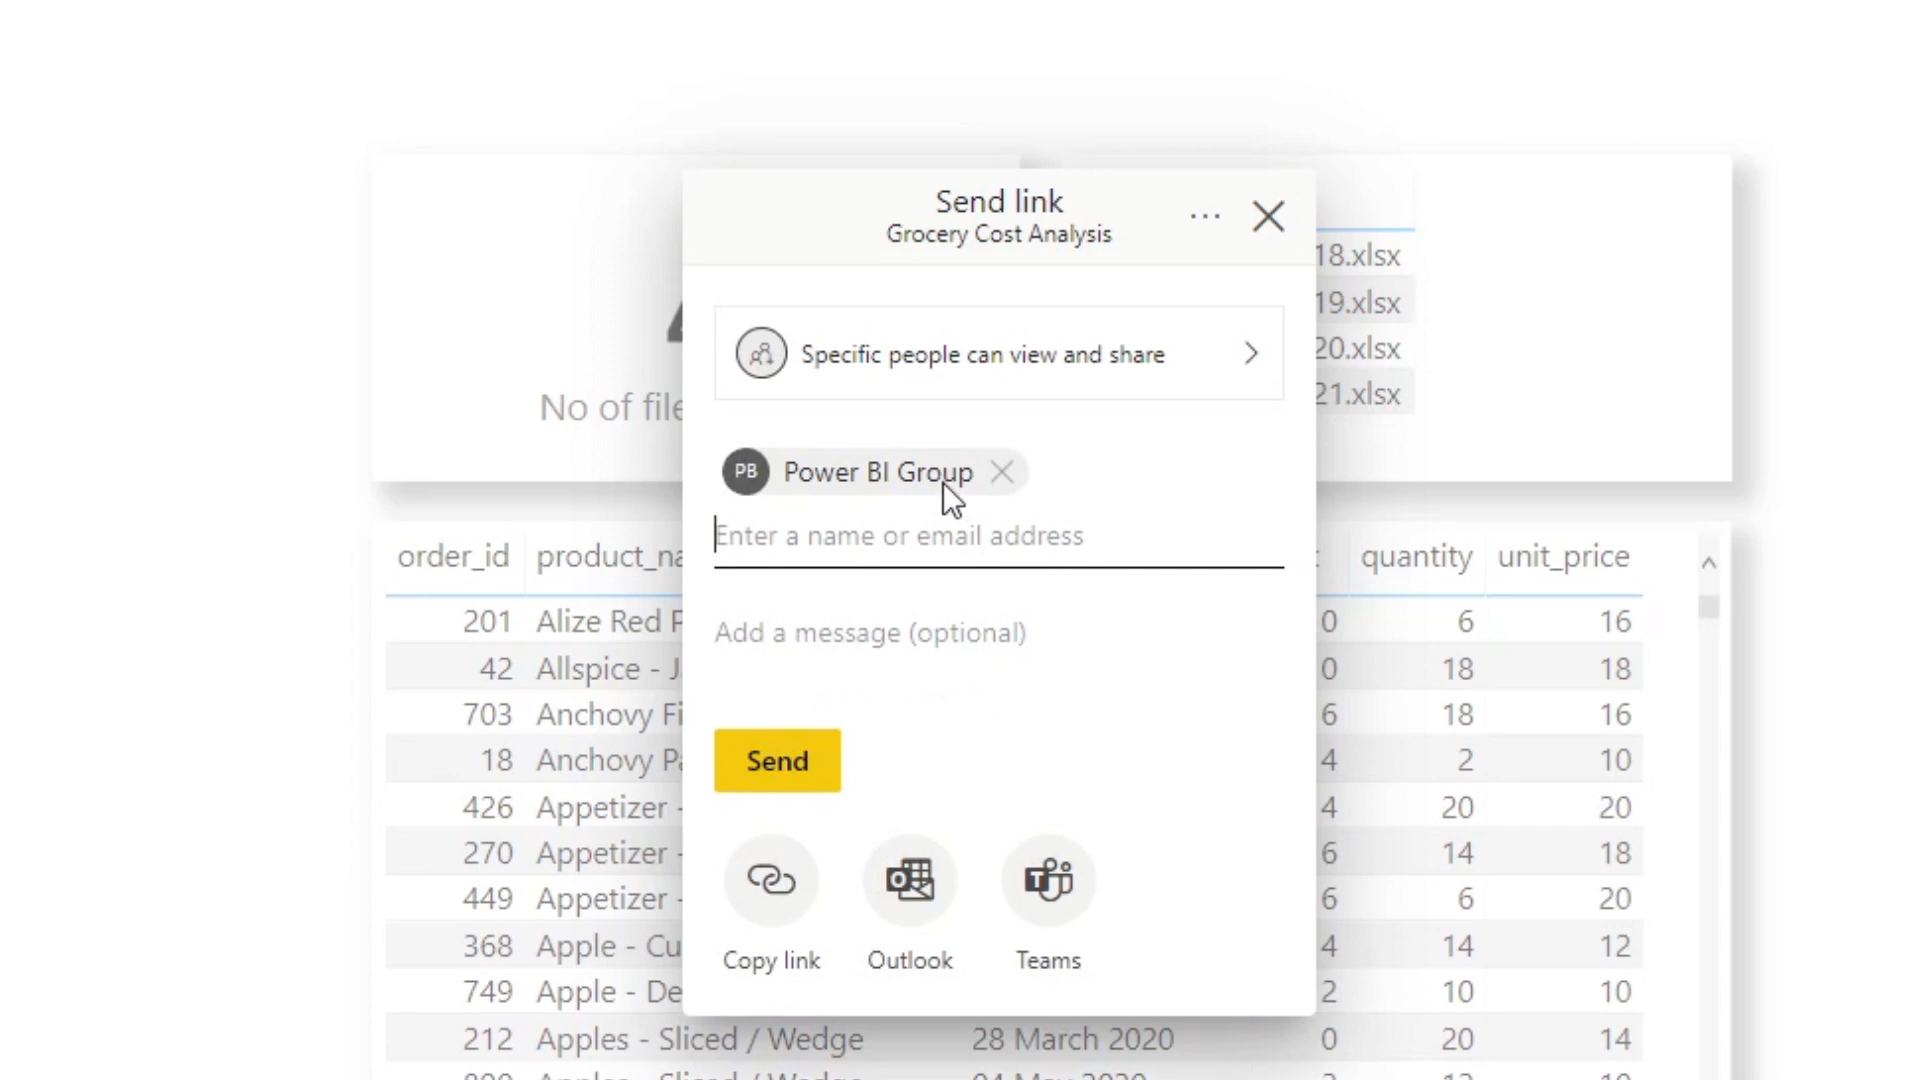 Send link
Grocery Cost Analysis
18.xlsx
19.xlsx
20.xlsx
21.xlsx
Specific people can view and share
No of file
PB Power BI Group
Enter a name or email address
Add a message (optional)
Send
Copy link Outlook Teams
order_id product_na quantity unit_price
201 Alize Red P 0 6 16
42 Allspice - J 0 18 18
703 Anchovy Fi 6 18 16
18 Anchovy Pa 4 2 10
426 Appetizer - 4 20 20
270 Appetizer - 6 14 18
449 Appetizer - 6 6 20
368 Apple - Cu 4 14 12
749 Apple - De 2 10 10
212 Apples - Sliced / Wedge 28 March 2020 0 20 14